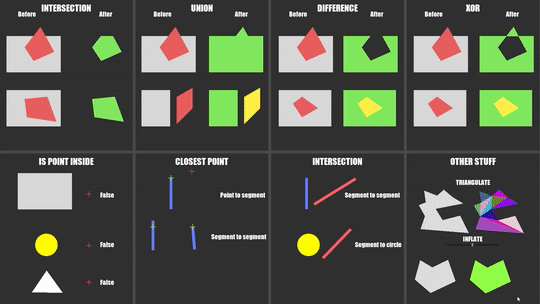 INTERSECTION
Before After
UNION
Before After
DIFFERENCE
Before After
XOR
Before After
IS POINT INSIDE
False
False
False
CLOSEST POINT
Point to segment
Segment to segment
INTERSECTION
Segment to segment
Segment to circle
OTHER STUFF
TRIANGULATE
INFLATE